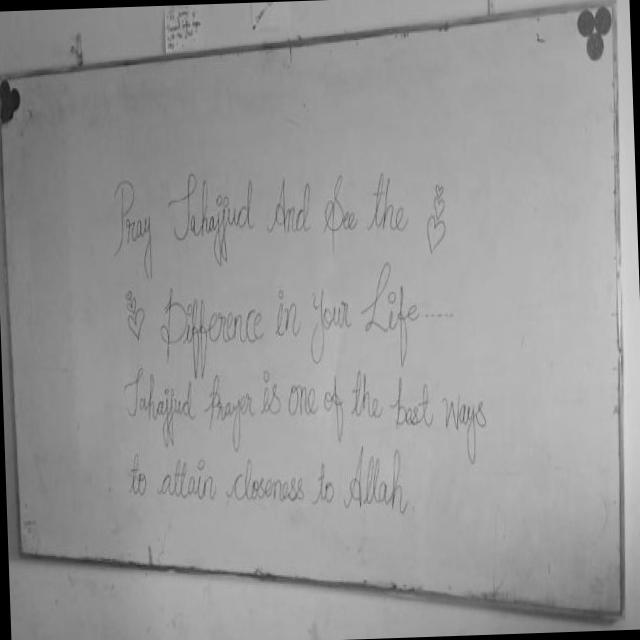 Pray Tahajjud And See the
Difference in Your Life.....
Tahajjud Prayer is one of the best ways
to attain closeness to Allah.